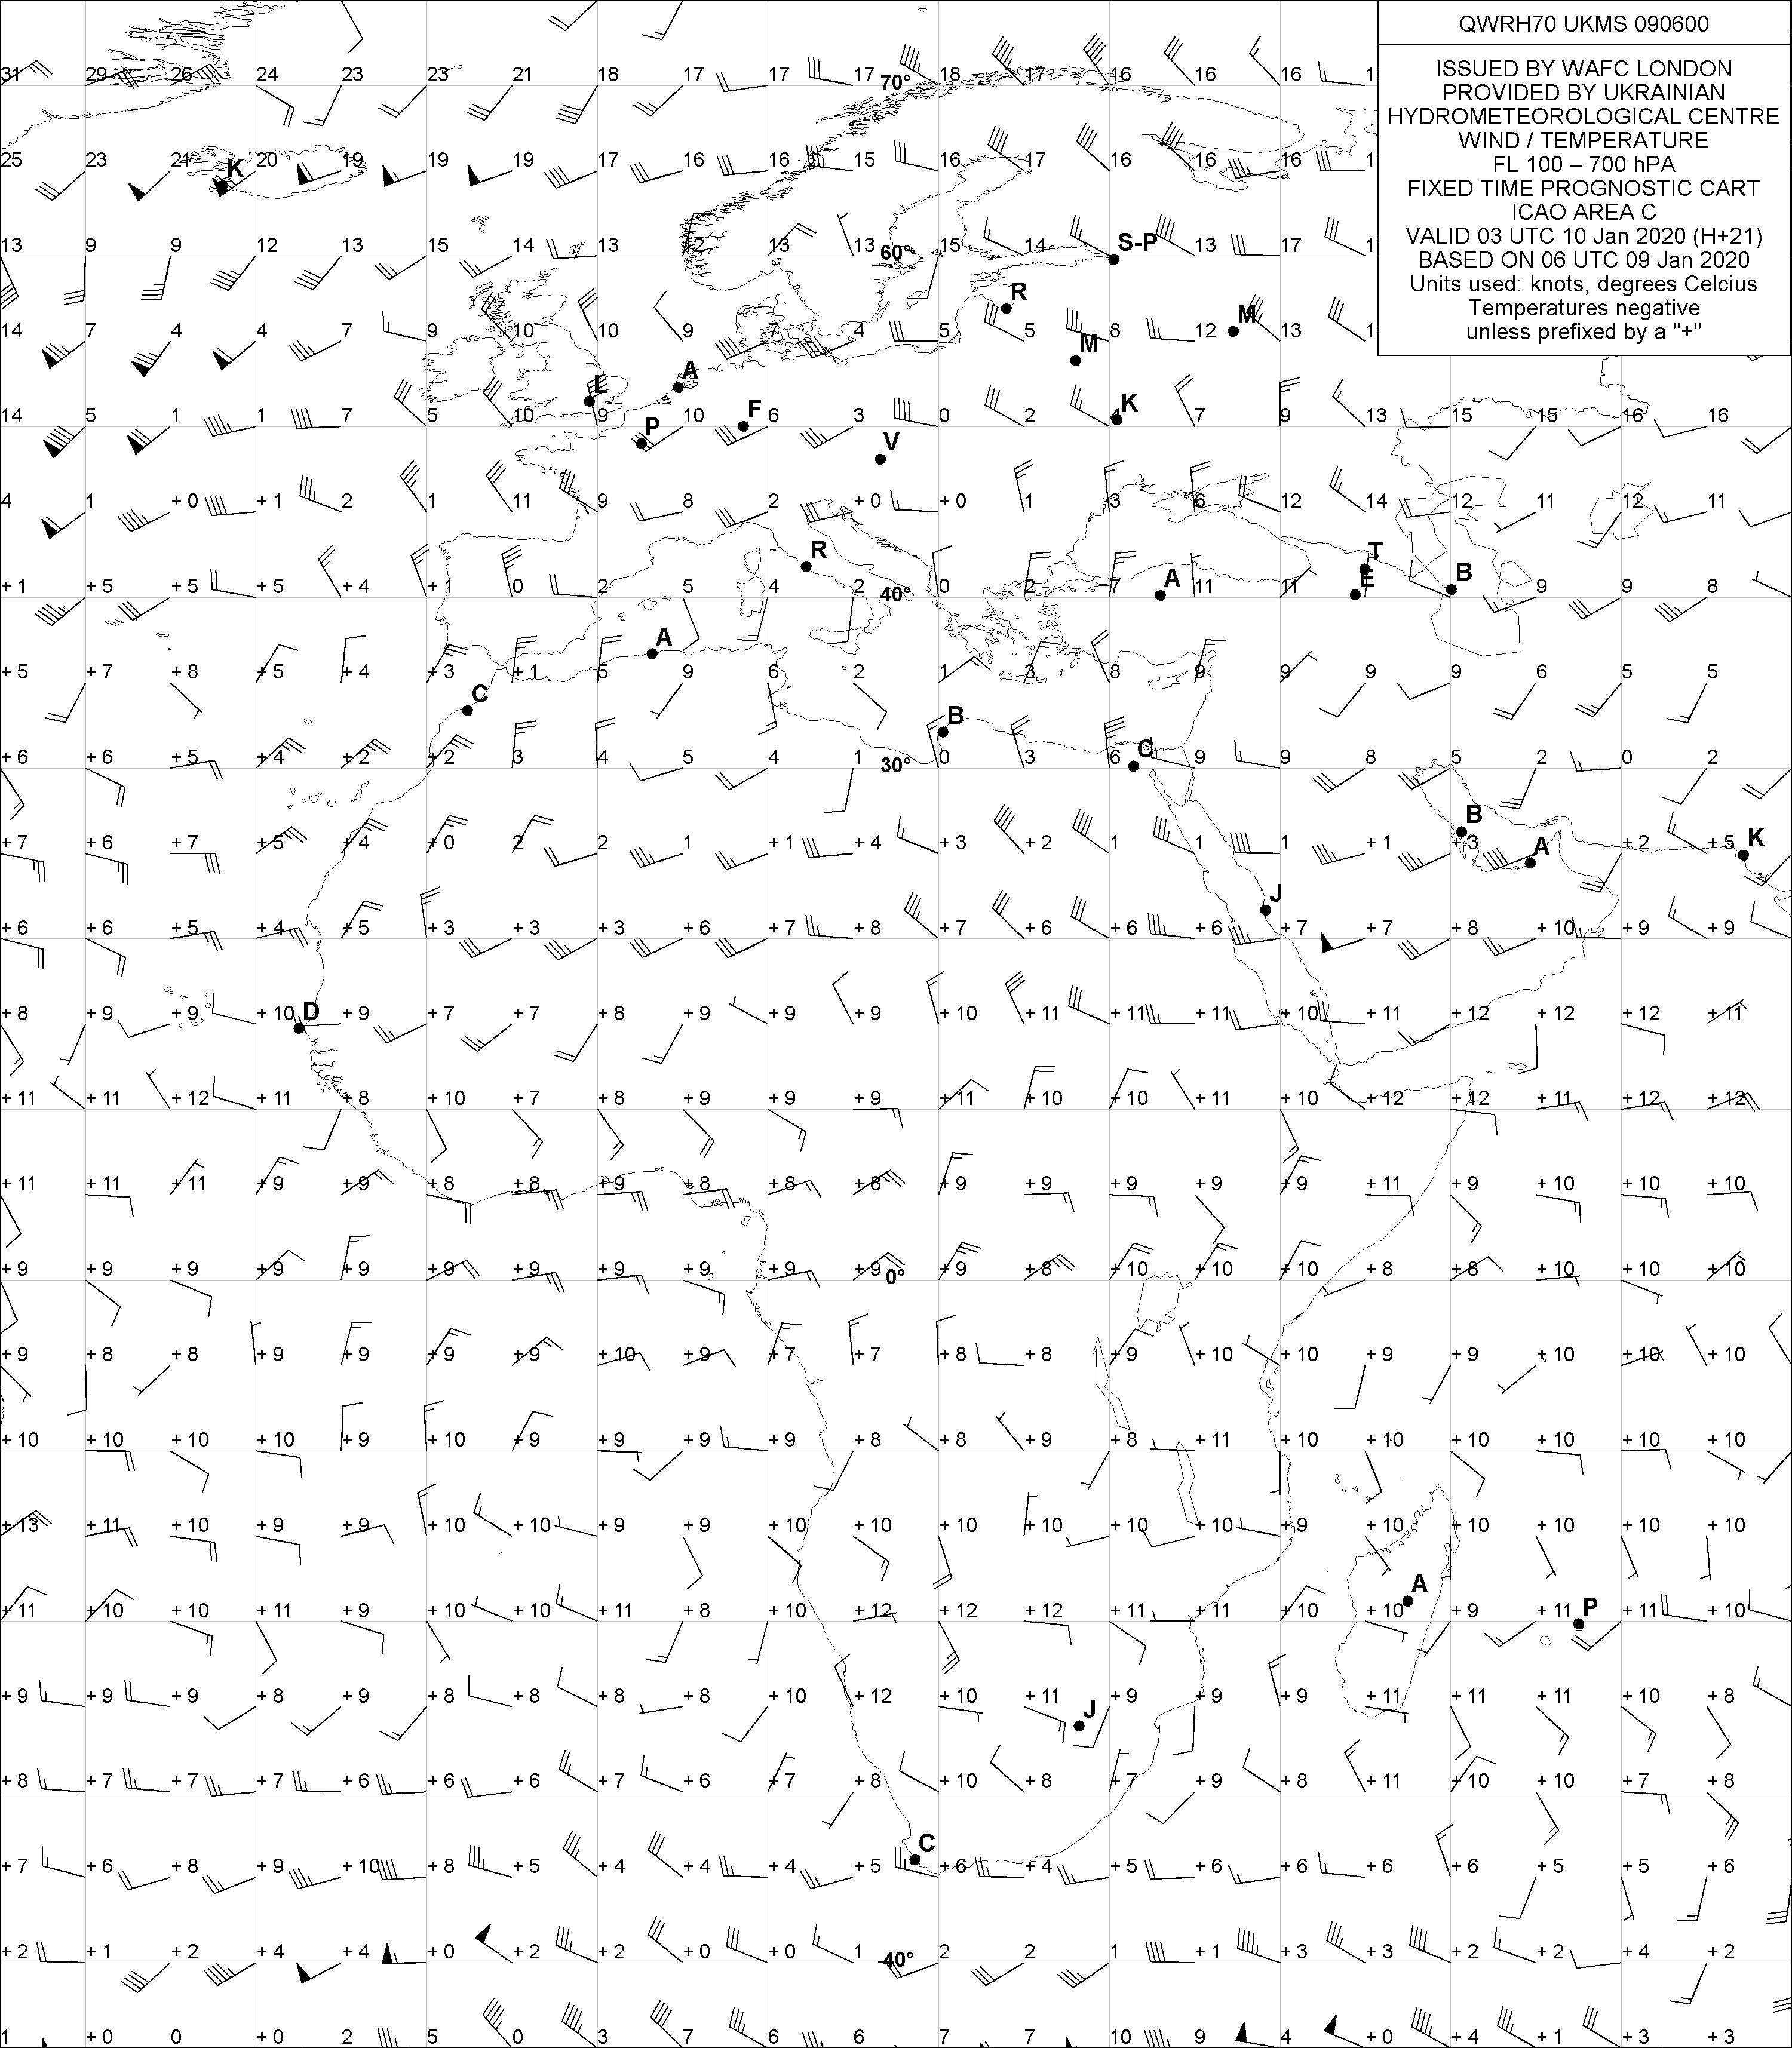 QWRH70 UKMS 090600
ISSUED BY WAFC LONDON
PROVIDED BY UKRAINIAN
HYDROMETEOROLOGICAL CENTRE
WIND / TEMPERATURE
FL 100 – 700 hPA
FIXED TIME PROGNOSTIC CART
ICAO AREA C
VALID 03 UTC 10 Jan 2020 (H+21)
BASED ON 06 UTC 09 Jan 2020
Units used: knots, degrees Celcius
Temperatures negative
unless prefixed by a "+"
31 29 26 24 23 23 21 18 17 17 17 70° 18 17 16 16 16
25 23 21 K 20 19 19 19 17 16 16 15 16 17 16 16 16
S-P
13 9 9 12 13 15 14 13 12 13 13 60° 15 14 13 17
R
M
14 7 4 4 7 9 10 10 9 7 4 5 5 8 12 13
M
A
L
14 5 1 1 7 5 10 9 10 6 3 0 2 4 7 9 13 15 15 16 16
P F V K
4 1 +0 +1 2 1 11 9 8 2 +0 +0 1 3 6 12 14 12 11 12 11
R T
+1 +5 +5 +5 +4 +1 0 2 5 4 2 40° 0 2 7 A 11 11 E B 9 9 8
A
+5 +7 +8 +5 +4 +3 +1 5 9 6 2 1 3 8 9 9 9 9 6 5 5
C
B
+6 +6 +5 +4 +2 +2 3 4 5 4 1 30° 0 3 6 C 9 9 8 5 2 0 2
B
+7 +6 +7 +5 +4 +0 2 2 1 +1 +4 +3 +2 1 1 1 +1 +3 A +2 +5 K
J
+6 +6 +5 +4 +5 +3 +3 +3 +6 +7 +8 +7 +6 +6 +6 +7 +7 +8 +10 +9 +9
+8 +9 +9 +10 D +9 +7 +7 +8 +9 +9 +9 +10 +11 +11 +11 +10 +11 +12 +12 +12 +11
+11 +11 +12 +11 +8 +10 +7 +8 +9 +9 +9 +11 +10 +10 +11 +10 +12 +12 +11 +12 +12
+11 +11 +11 +9 +9 +8 +8 +9 +8 +8 +8 +9 +9 +9 +9 +9 +11 +9 +10 +10 +10
+9 +9 +9 +9 +9 +9 +9 +9 +9 +9 +9 0° +9 +8 +10 +10 +10 +8 +8 +10 +10 +10
+9 +8 +8 +9 +9 +9 +9 +10 +9 +7 +7 +8 +8 +9 +10 +10 +9 +9 +10 +10 +10
+10 +10 +10 +10 +9 +10 +9 +9 +9 +9 +8 +8 +9 +8 +11 +10 +10 +10 +10 +10 +10
+13 +11 +10 +9 +9 +10 +10 +9 +9 +10 +10 +10 +10 +10 +10 +9 +10 +10 +10 +10 +10
A
+11 +10 +10 +11 +9 +10 +10 +11 +8 +10 +12 +12 +12 +11 +11 +10 +10 +9 +11 P +11 +10
+9 +9 +9 +8 +9 +8 +8 +8 +8 +10 +12 +10 +11 J +9 +9 +9 +11 +11 +11 +10 +8
+8 +7 +7 +7 +6 +6 +6 +7 +6 +7 +8 +10 +8 +7 +9 +8 +11 +10 +10 +7 +8
C
+7 +6 +8 +9 +10 +8 +5 +4 +4 +4 +5 +6 +4 +5 +6 +6 +6 +6 +5 +5 +6
+2 +1 +2 +4 +4 +0 +2 +2 +0 +0 1 -40° 2 2 1 +1 +3 +3 +2 +2 +4 +2
1 +0 0 +0 2 5 0 3 7 6 6 7 7 10 9 4 +0 +4 +1 +3 +3